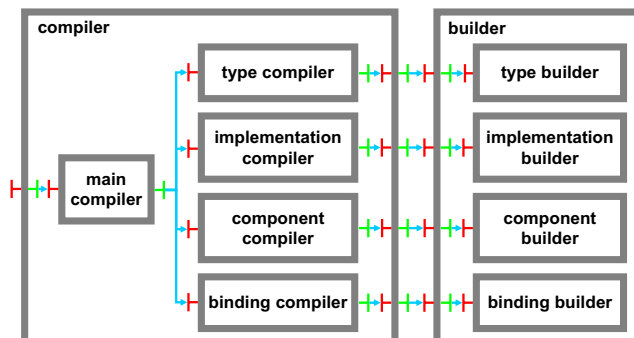 compiler
builder
type compiler
type builder
implementation
compiler
implementation
builder
main
compiler
component
compiler
component
builder
binding compiler
binding builder